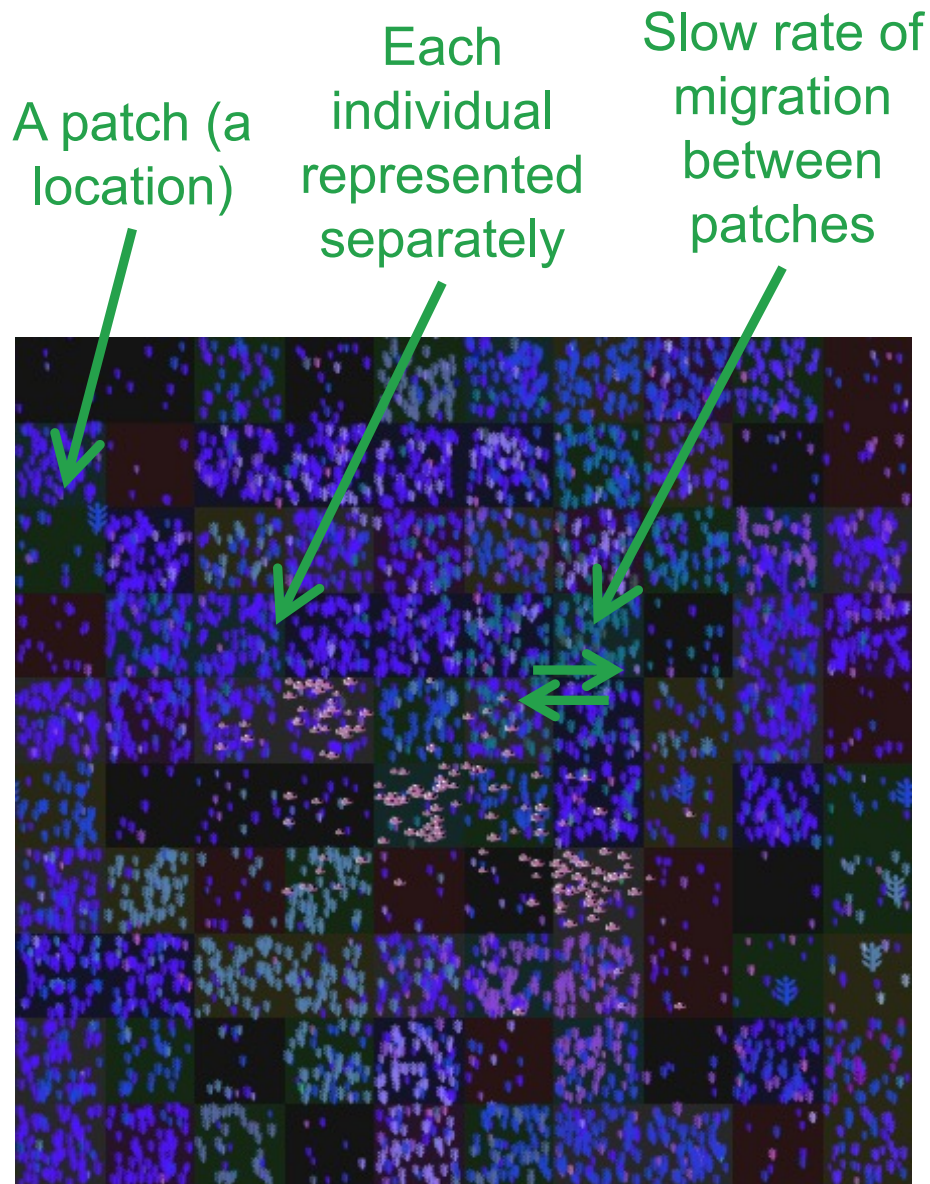 A patch (a
location)
Each
individual
represented
separately
Slow rate of
migration
between
patches